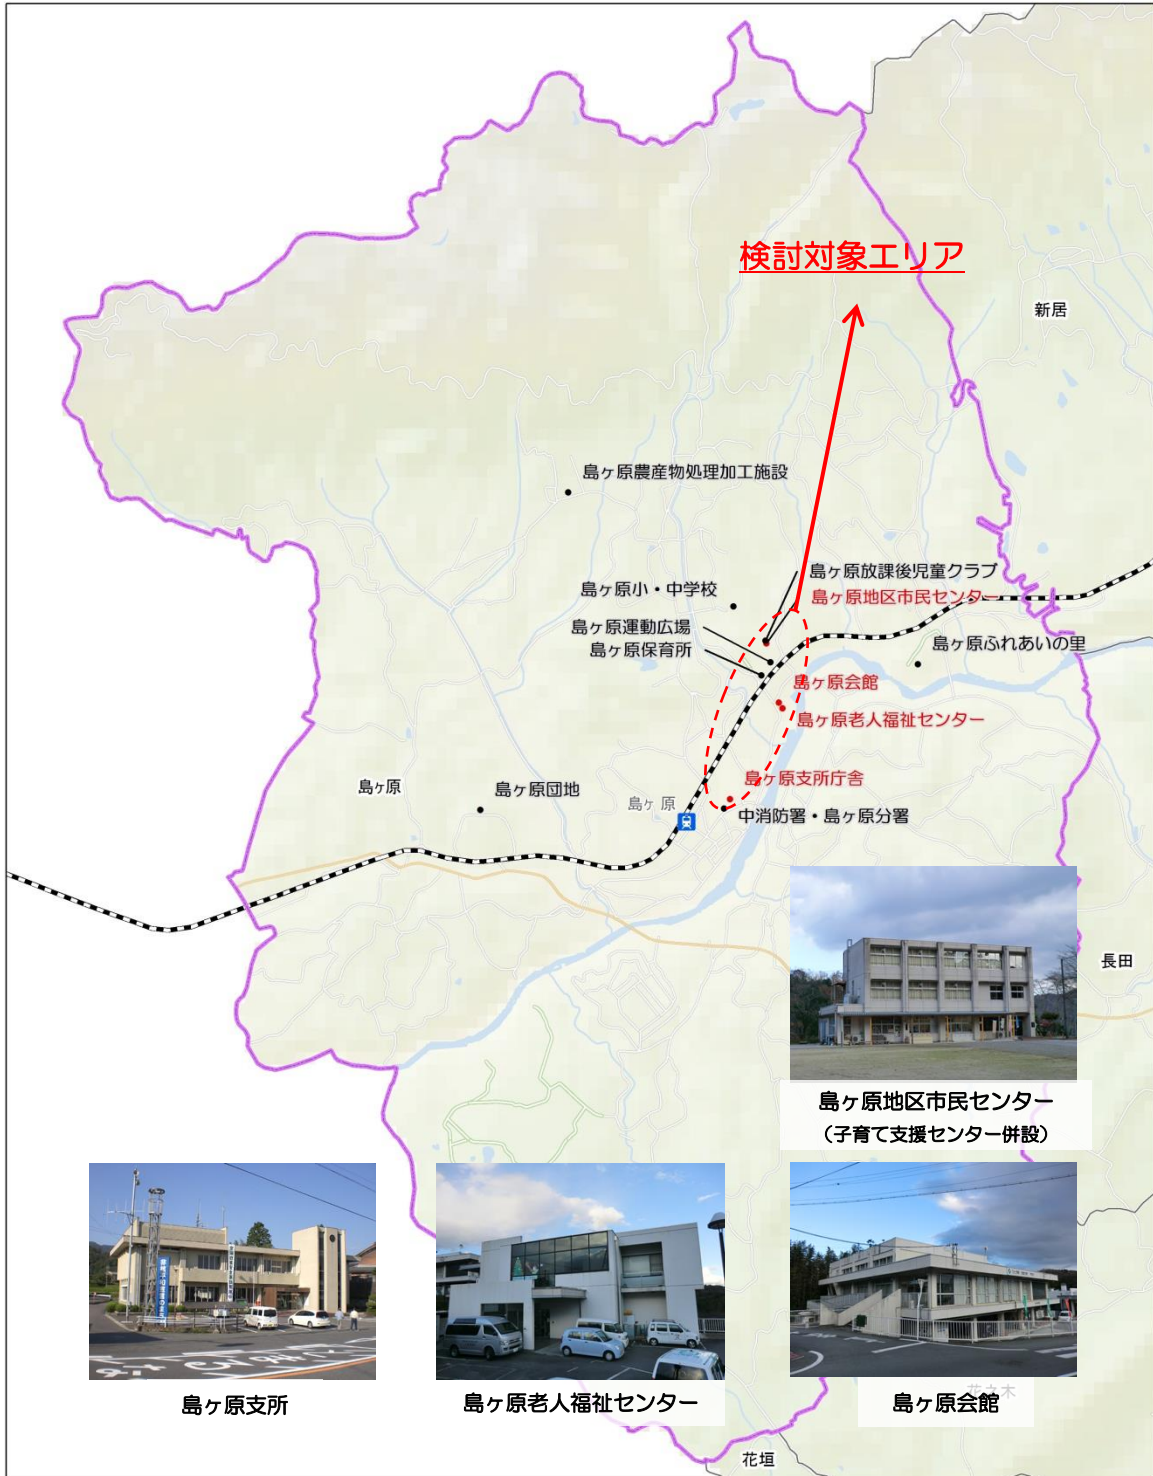 検討対象エリア
新居
島ヶ原農産物処理加工施設
島ヶ原放課後児童クラブ
島ヶ原小・中学校
島ヶ原地区市民センター
島ヶ原運動広場
島ヶ原保育所
島ヶ原ふれあいの里
島ヶ原会館
島ヶ原老人福祉センター
島ヶ原支所庁舎
島ヶ原
島ヶ原団地
島ヶ原
中消防署・島ヶ原分署
長田
島ヶ原地区市民センター
（子育て支援センター併設）
島ヶ原支所
島ヶ原老人福祉センター
花之木
島ヶ原会館
花垣